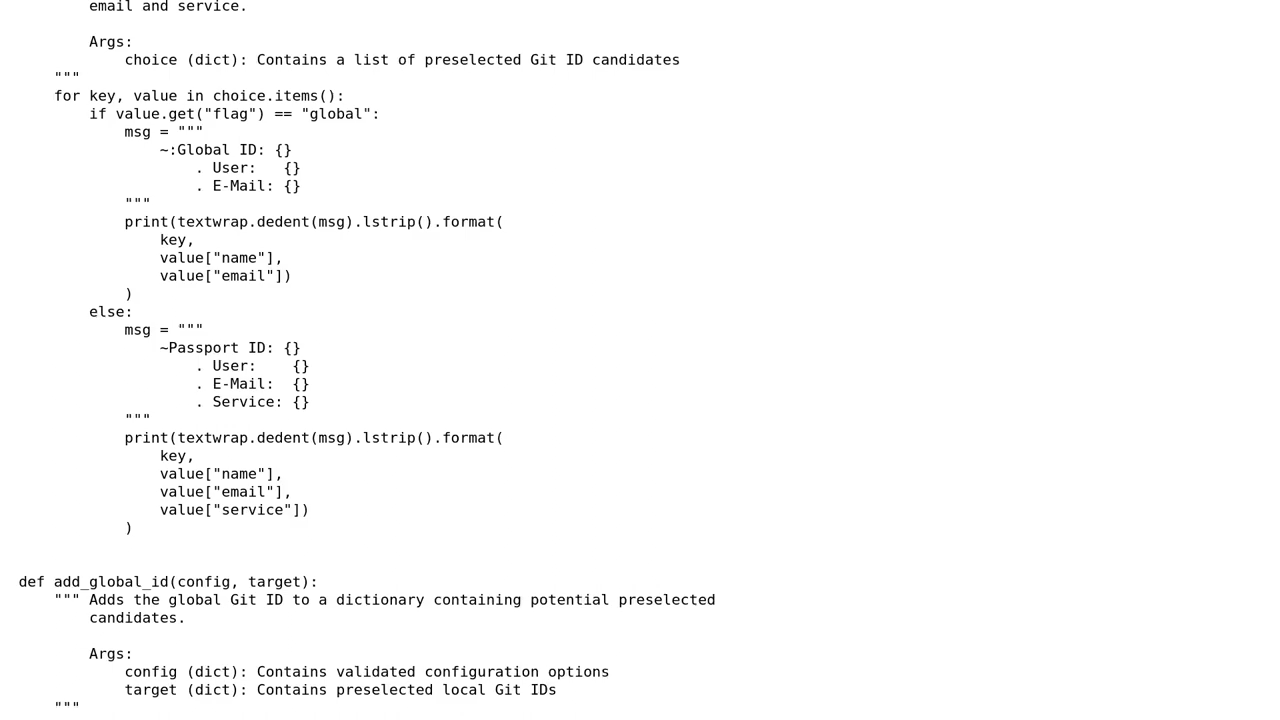 email and service.

        Args:
            choice (dict): Contains a list of preselected Git ID candidates
    """
    for key, value in choice.items():
        if value.get("flag") == "global":
            msg = """
                ~:Global ID: {}
                    . User:   {}
                    . E-Mail: {}
            """
            print(textwrap.dedent(msg).lstrip().format(
                key,
                value["name"],
                value["email"])
            )
        else:
            msg = """
                ~Passport ID: {}
                    . User:    {}
                    . E-Mail:  {}
                    . Service: {}
            """
            print(textwrap.dedent(msg).lstrip().format(
                key,
                value["name"],
                value["email"],
                value["service"])
            )


def add_global_id(config, target):
    """ Adds the global Git ID to a dictionary containing potential preselected
        candidates.

        Args:
            config (dict): Contains validated configuration options
            target (dict): Contains preselected local Git IDs
    """